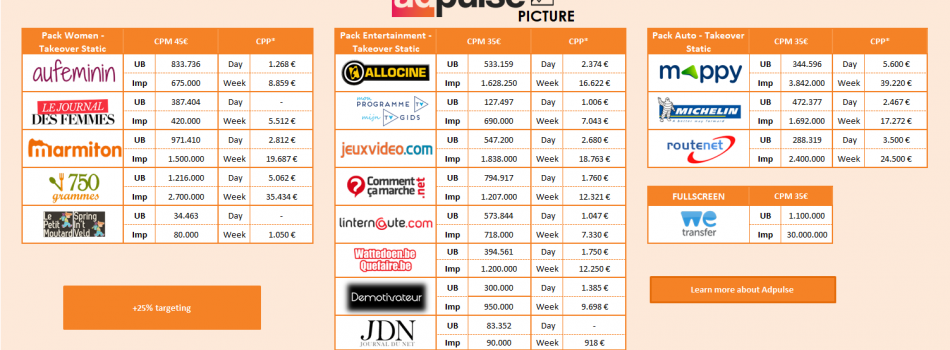 adpulse
PICTURE
Pack Women - Takeover Static CPM 45€ CPP*
aufeminin UB 833.736 Day 1.268 €
Imp 675.000 Week 8.859 €
LE JOURNAL DES FEMMES UB 387.404 Day -
Imp 420.000 Week 5.512 €
marmiton UB 971.410 Day 2.812 €
Imp 1.500.000 Week 19.687 €
750 grammes UB 1.216.000 Day 5.062 €
Imp 2.700.000 Week 35.434 €
Le Petit Moutard Spring In't Veld UB 34.463 Day -
Imp 80.000 Week 1.050 €
+25% targeting
Pack Entertainment - Takeover Static CPM 35€ CPP*
ALLOCINE UB 533.159 Day 2.374 €
Imp 1.628.250 Week 16.622 €
mon PROGRAMME TV mijn TV GIDS UB 127.497 Day 1.006 €
Imp 690.000 Week 7.043 €
jeuxvideo.com UB 547.200 Day 2.680 €
Imp 1.838.000 Week 18.763 €
Comment ça marche.net UB 794.917 Day 1.760 €
Imp 1.207.000 Week 12.321 €
linternaute.com UB 573.844 Day 1.047 €
Imp 718.000 Week 7.330 €
Wattedoen.be Quefaire.be UB 394.561 Day 1.750 €
Imp 1.200.000 Week 12.250 €
Demotivateur UB 300.000 Day 1.385 €
Imp 950.000 Week 9.698 €
JDN JOURNAL DU NET UB 83.352 Day -
Imp 90.000 Week 918 €
Pack Auto - Takeover Static CPM 35€ CPP*
mappy UB 344.596 Day 5.600 €
Imp 3.842.000 Week 39.220 €
MICHELIN UB 472.377 Day 2.467 €
Imp 1.692.000 Week 17.272 €
routenet UB 288.319 Day 3.500 €
Imp 2.400.000 Week 24.500 €
FULLSCREEN CPM 35€
we transfer UB 1.100.000
Imp 30.000.000
Learn more about Adpulse